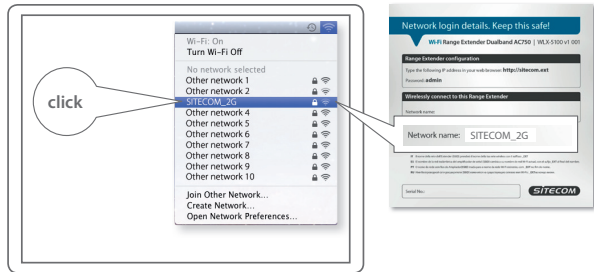 click
Wi-Fi: On
Turn Wi-Fi Off
No network selected
Other network 1
Other network 2
SITECOM_2G
Other network 4
Other network 5
Other network 6
Other network 7
Other network 8
Other network 9
Other network 10
Join Other Network...
Create Network...
Open Network Preferences...
Network login details. Keep this safe!
Wi-Fi Range Extender Dualband AC750 | WLX-5100 v1 001
Range Extender configuration
Type the following IP address in your web browser: http://sitecom.ext
Password: admin
Wirelessly connect to this Range Extender
Network name:
Network name: SITECOM_2G
Serial No.:
SITECOM